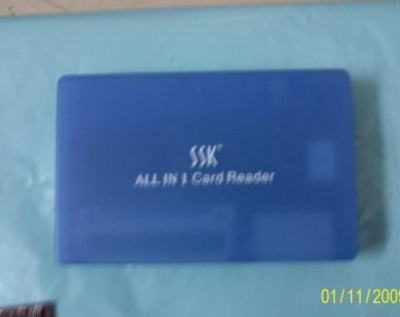 SSK
ALL IN 1 Card Reader
01/11/2009